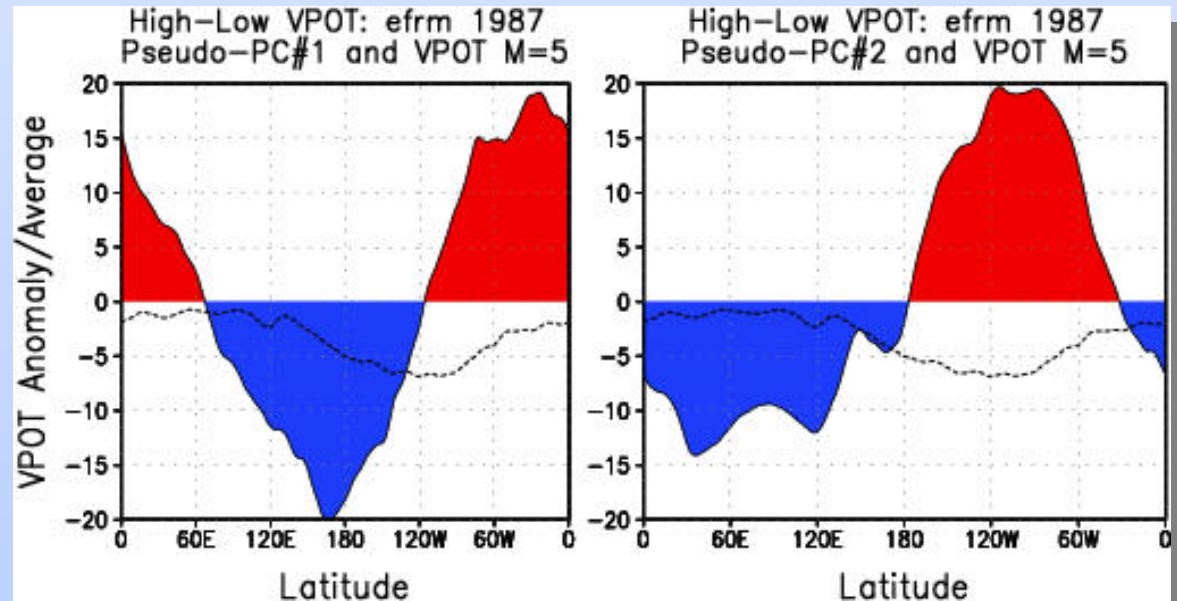 High-Low VPOT: efrm 1987
Pseudo-PC#1 and VPOT M=5
VPOT Anomaly/Average
20
15
10
5
0
-5
-10
-15
-20
0 60E 120E 180 120W 60W 0
Latitude
High-Low VPOT: efrm 1987
Pseudo-PC#2 and VPOT M=5
20
15
10
5
0
-5
-10
-15
-20
0 60E 120E 180 120W 60W 0
Latitude